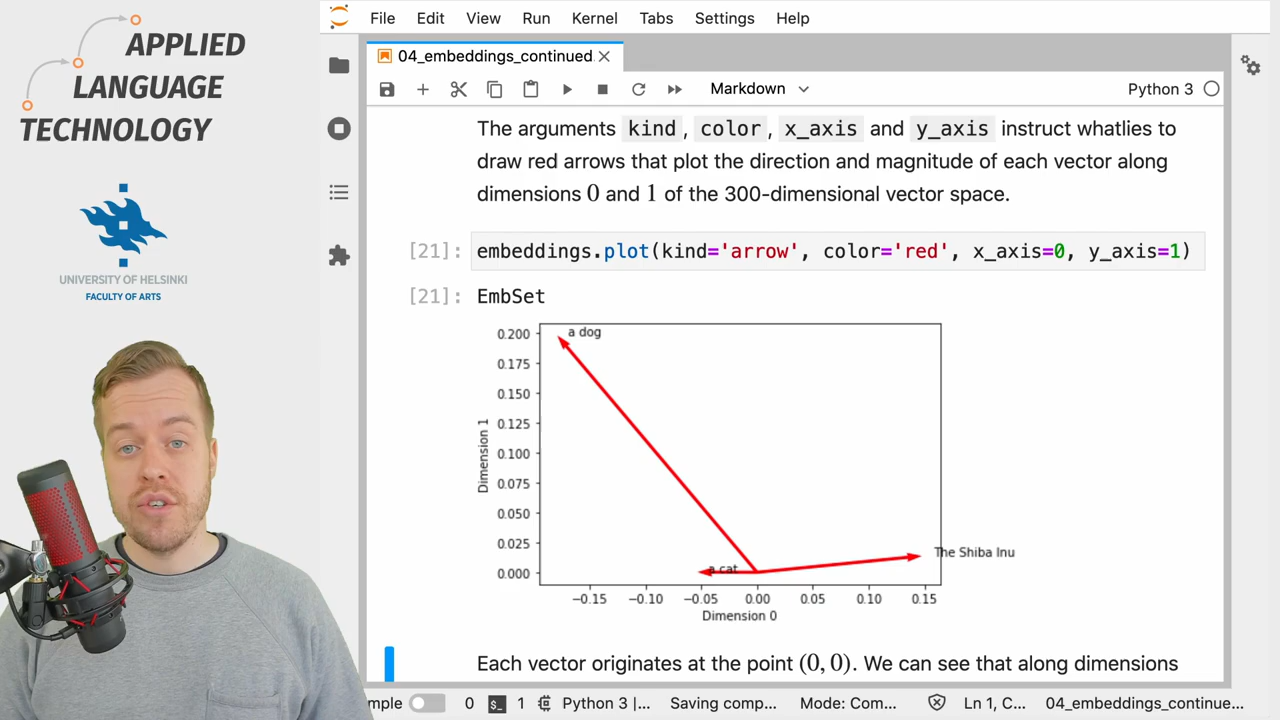 APPLIED
LANGUAGE
TECHNOLOGY
UNIVERSITY OF HELSINKI
FACULTY OF ARTS
File Edit View Run Kernel Tabs Settings Help
04_embeddings_continued
Markdown
Python 3
The arguments kind, color, x_axis and y_axis instruct whatlies to
draw red arrows that plot the direction and magnitude of each vector along
dimensions 0 and 1 of the 300-dimensional vector space.
[21]: embeddings.plot(kind='arrow', color='red', x_axis=0, y_axis=1)
[21]: EmbSet
0.200
0.175
0.150
0.125
0.100
0.075
0.050
0.025
0.000
Dimension 1
a dog
a cat
The Shiba Inu
−0.15 −0.10 −0.05 0.00 0.05 0.10 0.15
Dimension 0
Each vector originates at the point (0, 0). We can see that along dimensions
mple 0 $_ 1 Python 3 |... Saving comp... Mode: Com... Ln 1, C... 04_embeddings_continue...